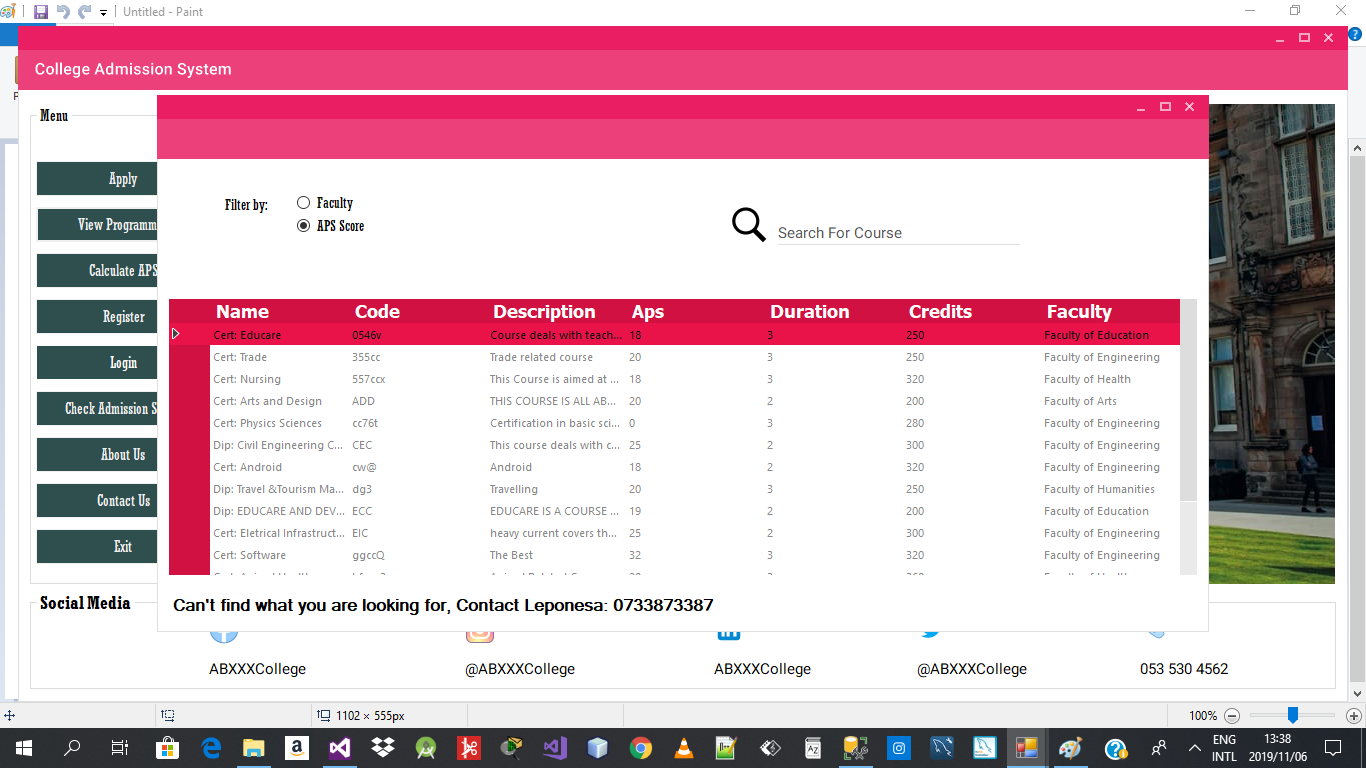 Untitled - Paint
College Admission System
Menu
Apply
View Programm
Calculate APS
Register
Login
Check Admission S
About Us
Contact Us
Exit
Filter by:
Faculty
APS Score
Search For Course
Name Code Description Aps Duration Credits Faculty
Cert: Educare 0546v Course deals with teach... 18 3 250 Faculty of Education
Cert: Trade 355cc Trade related course 20 3 250 Faculty of Engineering
Cert: Nursing 557ccx This Course is aimed at ... 18 3 320 Faculty of Health
Cert: Arts and Design ADD THIS COURSE IS ALL AB... 20 2 200 Faculty of Arts
Cert: Physics Sciences cc76t Certification in basic sci... 0 3 280 Faculty of Engineering
Dip: Civil Engineering C... CEC This course deals with c... 25 2 300 Faculty of Engineering
Cert: Android cw@ Android 18 2 320 Faculty of Engineering
Dip: Travel &Tourism Ma... dg3 Travelling 20 3 250 Faculty of Humanities
Dip: EDUCARE AND DEV... ECC EDUCARE IS A COURSE ... 19 2 200 Faculty of Education
Cert: Eletrical Infrastruct... EIC heavy current covers th... 25 2 300 Faculty of Engineering
Cert: Software ggccQ The Best 32 3 320 Faculty of Engineering
Can't find what you are looking for, Contact Leponesa: 0733873387
Social Media
ABXXXCollege
@ABXXXCollege
ABXXXCollege
@ABXXXCollege
053 530 4562
1102 × 555px
100%
ENG
INTL
13:38
2019/11/06